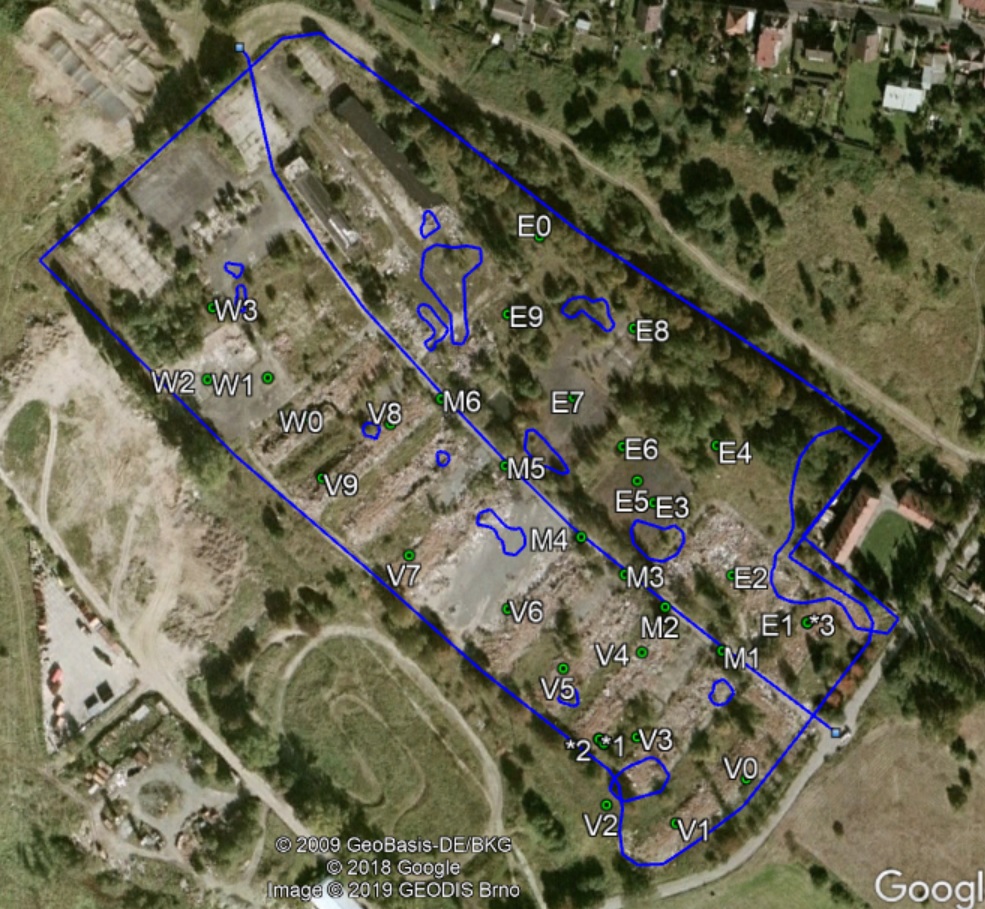 E0
W3
E9
E8
W2
W1
M6
E7
W0
V8
E6
E4
M5
V9
E5
E3
M4
V7
M3
E2
V6
M2
E1
*3
V4
M1
V5
*2
*1
V3
V0
V2
V1
© 2009 GeoBasis-DE/BKG
© 2018 Google
Image © 2019 GEODIS Brno
Googl